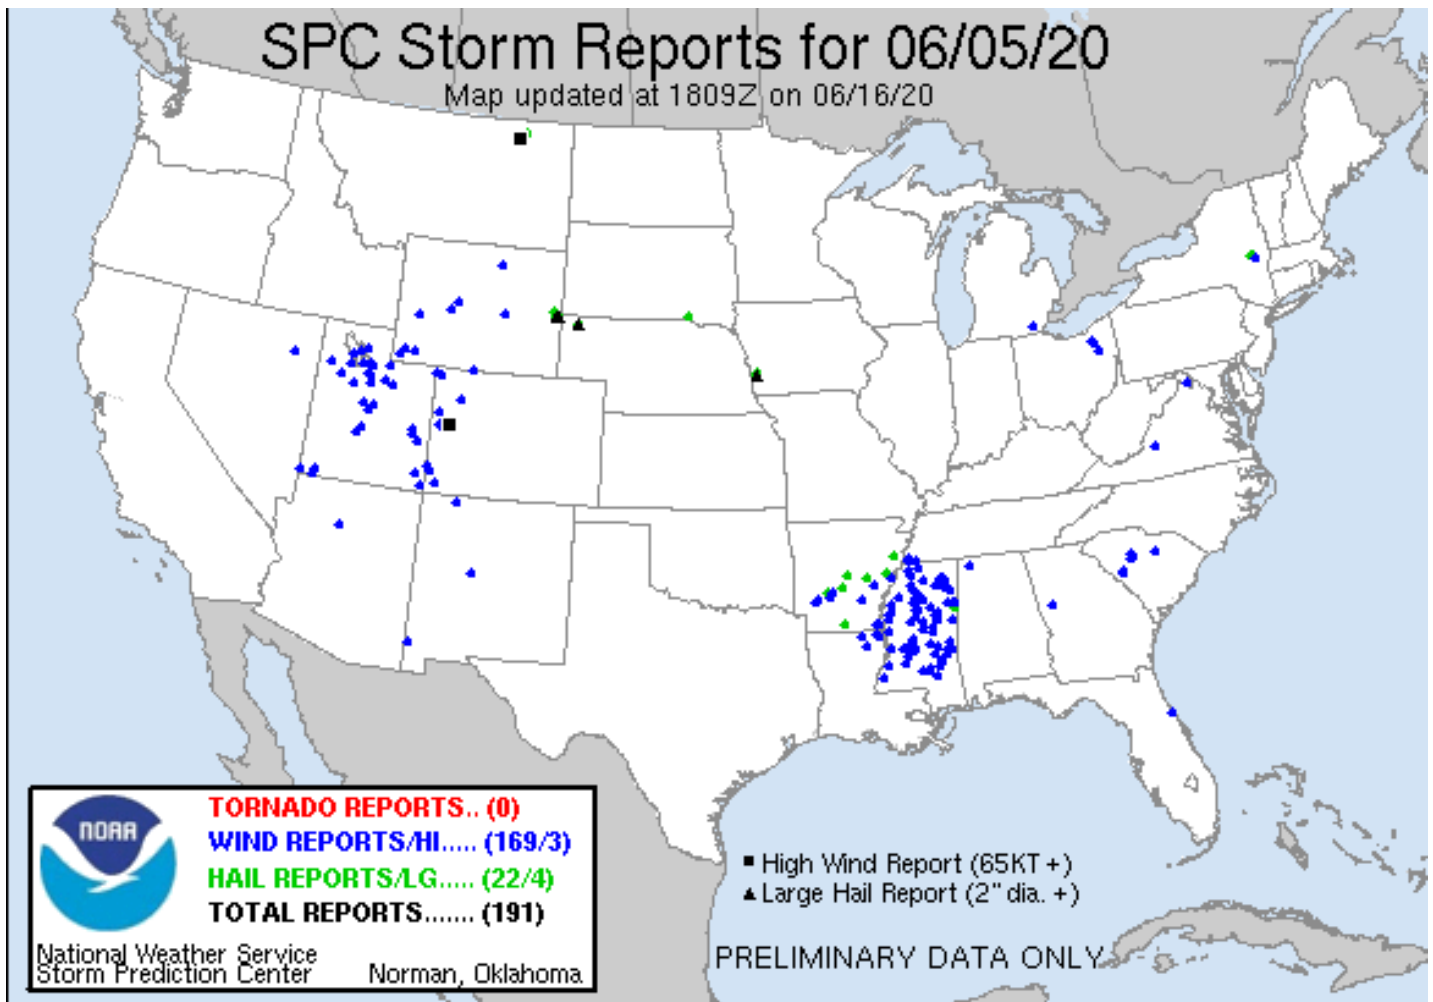 SPC Storm Reports for 06/05/20
Map updated at 1809Z on 06/16/20
NOAA
TORNADO REPORTS.. (0)
WIND REPORTS/HI..... (169/3)
HAIL REPORTS/LG..... (22/4)
TOTAL REPORTS....... (191)
National Weather Service
Storm Prediction Center Norman, Oklahoma
High Wind Report (65KT +)
Large Hail Report (2" dia. +)
PRELIMINARY DATA ONLY